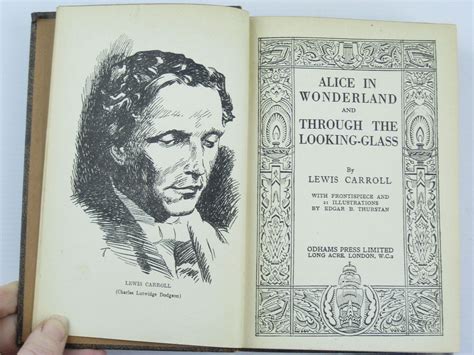 LEWIS CARROLL
(Charles Lutwidge Dodgson)
ALICE IN
WONDERLAND
AND
THROUGH THE
LOOKING-GLASS
By
LEWIS CARROLL
WITH FRONTISPIECE AND
21 ILLUSTRATIONS
BY EDGAR B. THURSTAN
ODHAMS PRESS LIMITED
LONG ACRE, LONDON, W.C.2